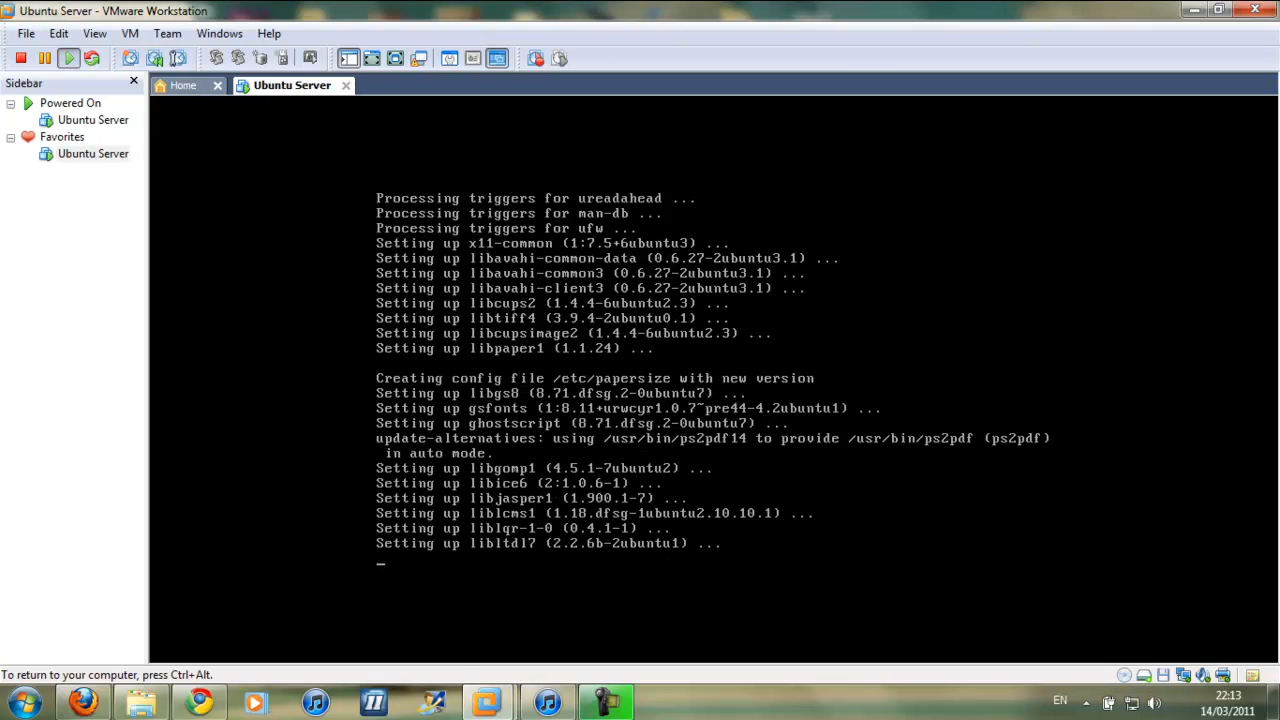 Ubuntu Server - VMware Workstation
File Edit View VM Team Windows Help
Sidebar
Home
Ubuntu Server
Powered On
Ubuntu Server
Favorites
Ubuntu Server
Processing triggers for ureadahead ...
Processing triggers for man-db ...
Processing triggers for ufw ...
Setting up x11-common (1:7.5+6ubuntu3) ...
Setting up libavahi-common-data (0.6.27-2ubuntu3.1) ...
Setting up libavahi-common3 (0.6.27-2ubuntu3.1) ...
Setting up libavahi-client3 (0.6.27-2ubuntu3.1) ...
Setting up libcups2 (1.4.4-6ubuntu2.3) ...
Setting up libtiff4 (3.9.4-2ubuntu0.1) ...
Setting up libcupsimage2 (1.4.4-6ubuntu2.3) ...
Setting up libpaper1 (1.1.24) ...
Creating config file /etc/papersize with new version
Setting up libgs8 (8.71.dfsg.2-0ubuntu7) ...
Setting up gsfonts (1:8.11+urwcyr1.0.7~pre44-4.2ubuntu1) ...
Setting up ghostscript (8.71.dfsg.2-0ubuntu7) ...
update-alternatives: using /usr/bin/ps2pdf14 to provide /usr/bin/ps2pdf (ps2pdf)
in auto mode.
Setting up libgomp1 (4.5.1-7ubuntu2) ...
Setting up libice6 (2:1.0.6-1) ...
Setting up libjasper1 (1.900.1-7) ...
Setting up liblcms1 (1.18.dfsg-1ubuntu2.10.10.1) ...
Setting up liblqr-1-0 (0.4.1-1) ...
Setting up libltdl7 (2.2.6b-2ubuntu1) ...
_
To return to your computer, press Ctrl+Alt.
EN
22:13
14/03/2011